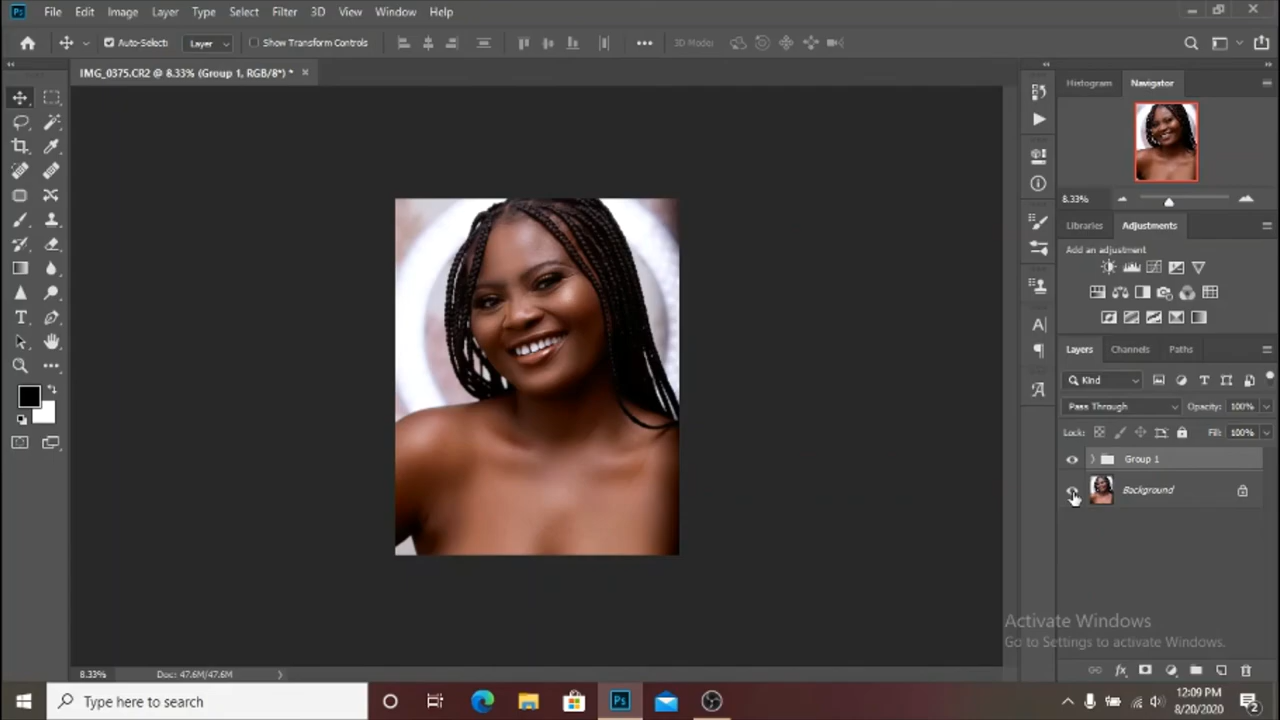 Ps File Edit Image Layer Type Select Filter 3D View Window Help
Auto-Select: Layer Show Transform Controls 3D Mode:
IMG_0375.CR2 @ 8.33% (Group 1, RGB/8*) * ×
Histogram Navigator
8.33%
Libraries Adjustments
Add an adjustment
Layers Channels Paths
Kind
Pass Through Opacity: 100%
Lock: Fill: 100%
Group 1
Background
Activate Windows
Go to Settings to activate Windows.
8.33% Doc: 47.6M/47.6M
Type here to search
Ps
12:09 PM
8/20/2020
2